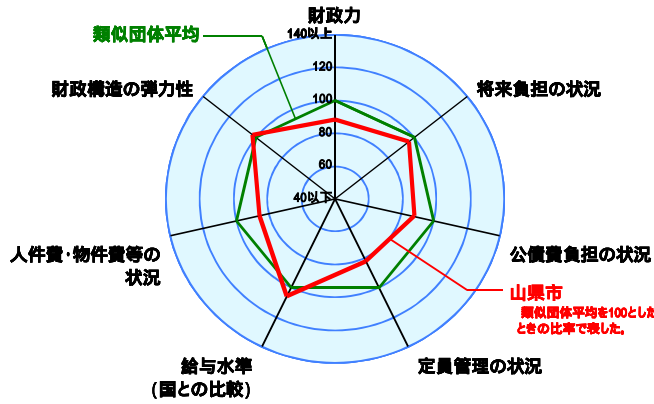 財政力
140以上
類似団体平均
120
財政構造の弾力性
将来負担の状況
100
80
60
40以下
人件費・物件費等の
状況
公債費負担の状況
山県市
類似団体平均を100とした
ときの比率で表した。
給与水準
(国との比較)
定員管理の状況